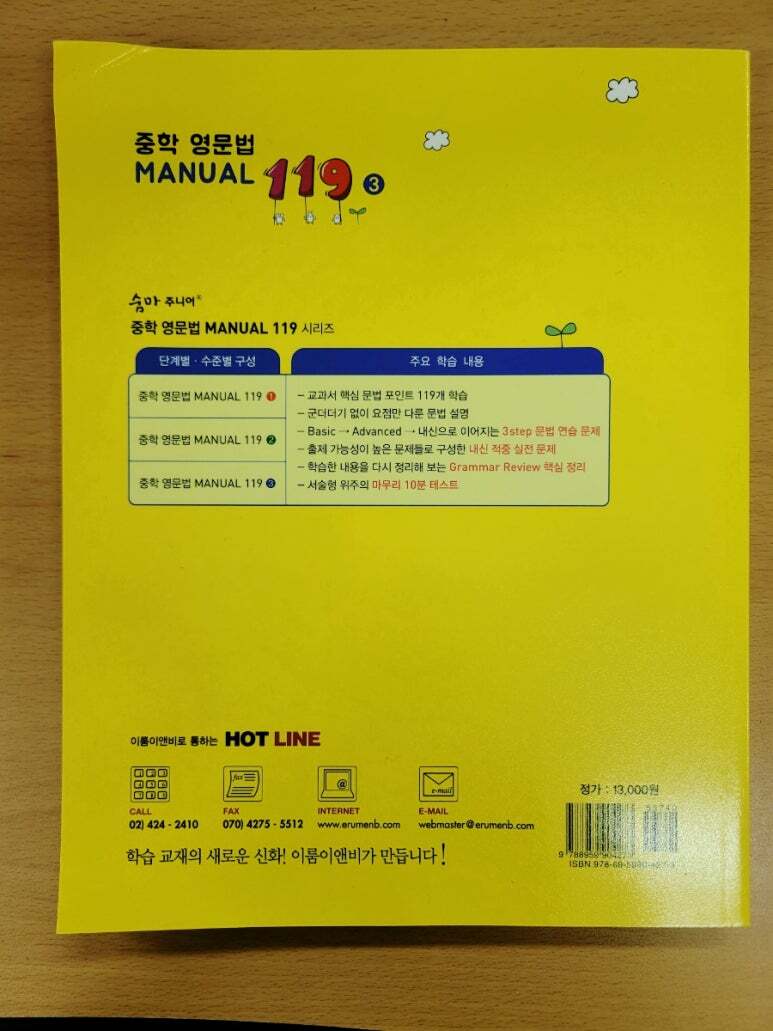 중학 영문법
MANUAL 119 3
숨마 주니어®
중학 영문법 MANUAL 119 시리즈
단계별 · 수준별 구성
주요 학습 내용
중학 영문법 MANUAL 119 1
중학 영문법 MANUAL 119 2
중학 영문법 MANUAL 119 3
– 교과서 핵심 문법 포인트 119개 학습
– 군더더기 없이 요점만 다룬 문법 설명
– Basic → Advanced → 내신으로 이어지는 3step 문법 연습 문제
– 출제 가능성이 높은 문제들로 구성한 내신 적중 실전 문제
– 학습한 내용을 다시 정리해 보는 Grammar Review 핵심 정리
– 서술형 위주의 마무리 10분 테스트
이룸이앤비로 통하는 HOT LINE
fax
@
e-mail
CALL
02) 424 - 2410
FAX
070) 4275 - 5512
INTERNET
www.erumenb.com
E-MAIL
webmaster@erumenb.com
학습 교재의 새로운 신화! 이룸이앤비가 만듭니다!
정가 : 13,000원
53740
ISBN